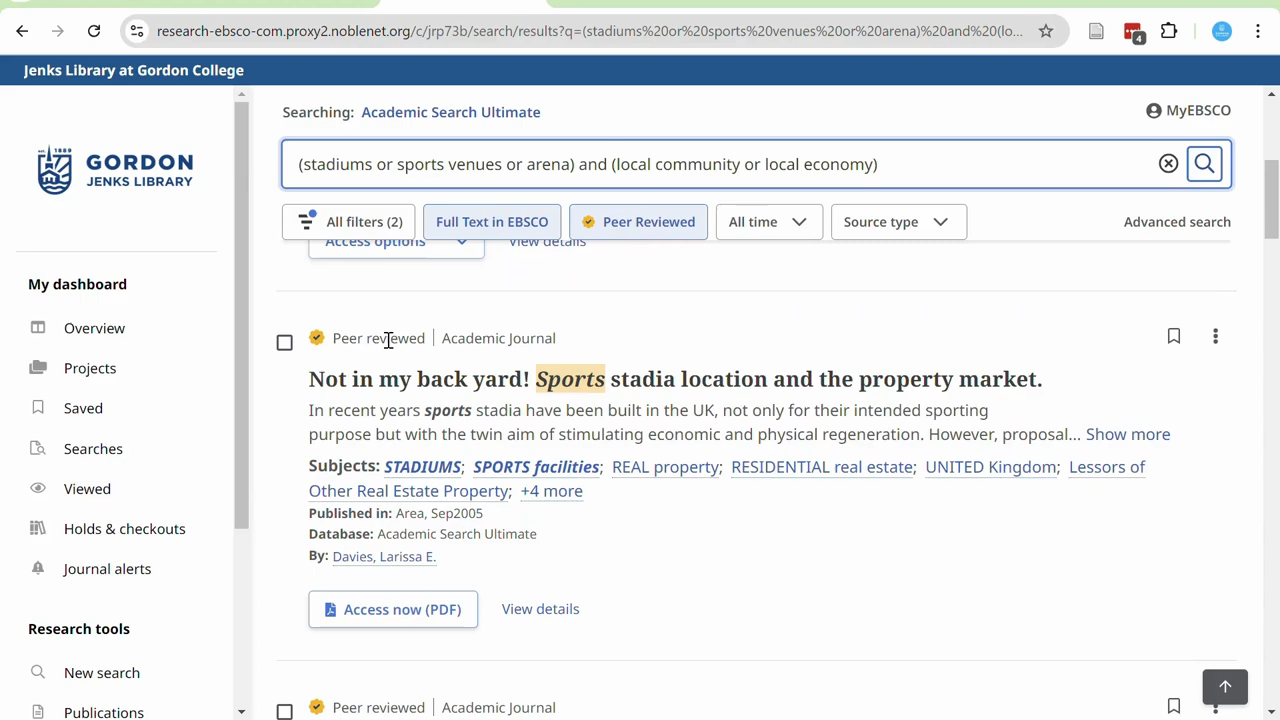 research-ebsco-com.proxy2.noblenet.org/c/jrp73b/search/results?q=(stadiums%20or%20sports%20venues%20or%20arena)%20and%20(lo...
4
Jenks Library at Gordon College
1889
GORDON
JENKS LIBRARY
My dashboard
Overview
Projects
Saved
Searches
Viewed
Holds & checkouts
Journal alerts
Research tools
New search
Publications
Searching: Academic Search Ultimate
MyEBSCO
(stadiums or sports venues or arena) and (local community or local economy)
All filters (2) Full Text in EBSCO Peer Reviewed All time Source type Advanced search
Access options View details
Peer reviewed | Academic Journal
Not in my back yard! Sports stadia location and the property market.
In recent years sports stadia have been built in the UK, not only for their intended sporting
purpose but with the twin aim of stimulating economic and physical regeneration. However, proposal... Show more
Subjects: STADIUMS; SPORTS facilities; REAL property; RESIDENTIAL real estate; UNITED Kingdom; Lessors of
Other Real Estate Property; +4 more
Published in: Area, Sep2005
Database: Academic Search Ultimate
By: Davies, Larissa E.
Access now (PDF) View details
Peer reviewed | Academic Journal